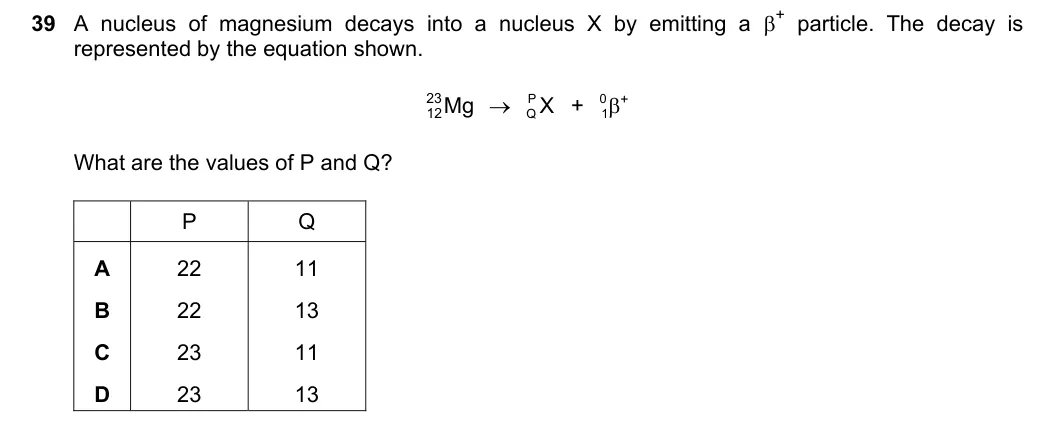 39 A nucleus of magnesium decays into a nucleus X by emitting a β⁺ particle. The decay is
represented by the equation shown.
²³₁₂Mg → ᴾ_QX + ⁰₁β⁺
What are the values of P and Q?
P Q
A 22 11
B 22 13
C 23 11
D 23 13